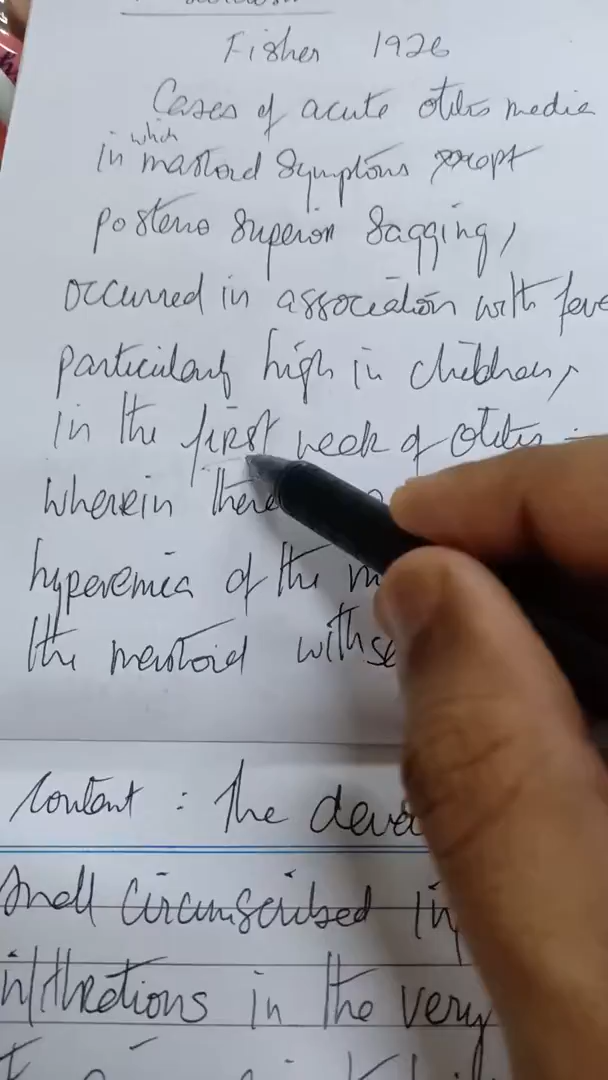 Fisher 1926
Cases of acute otitis media
in which mastoid symptoms except
postero superior sagging,
occurred in association with feve
particularly high in children,
in the first week of otitis -
wherein there
hyperemia of the m
the mastoid with se
Content : The deve
small circumscribed in
infiltrations in the very